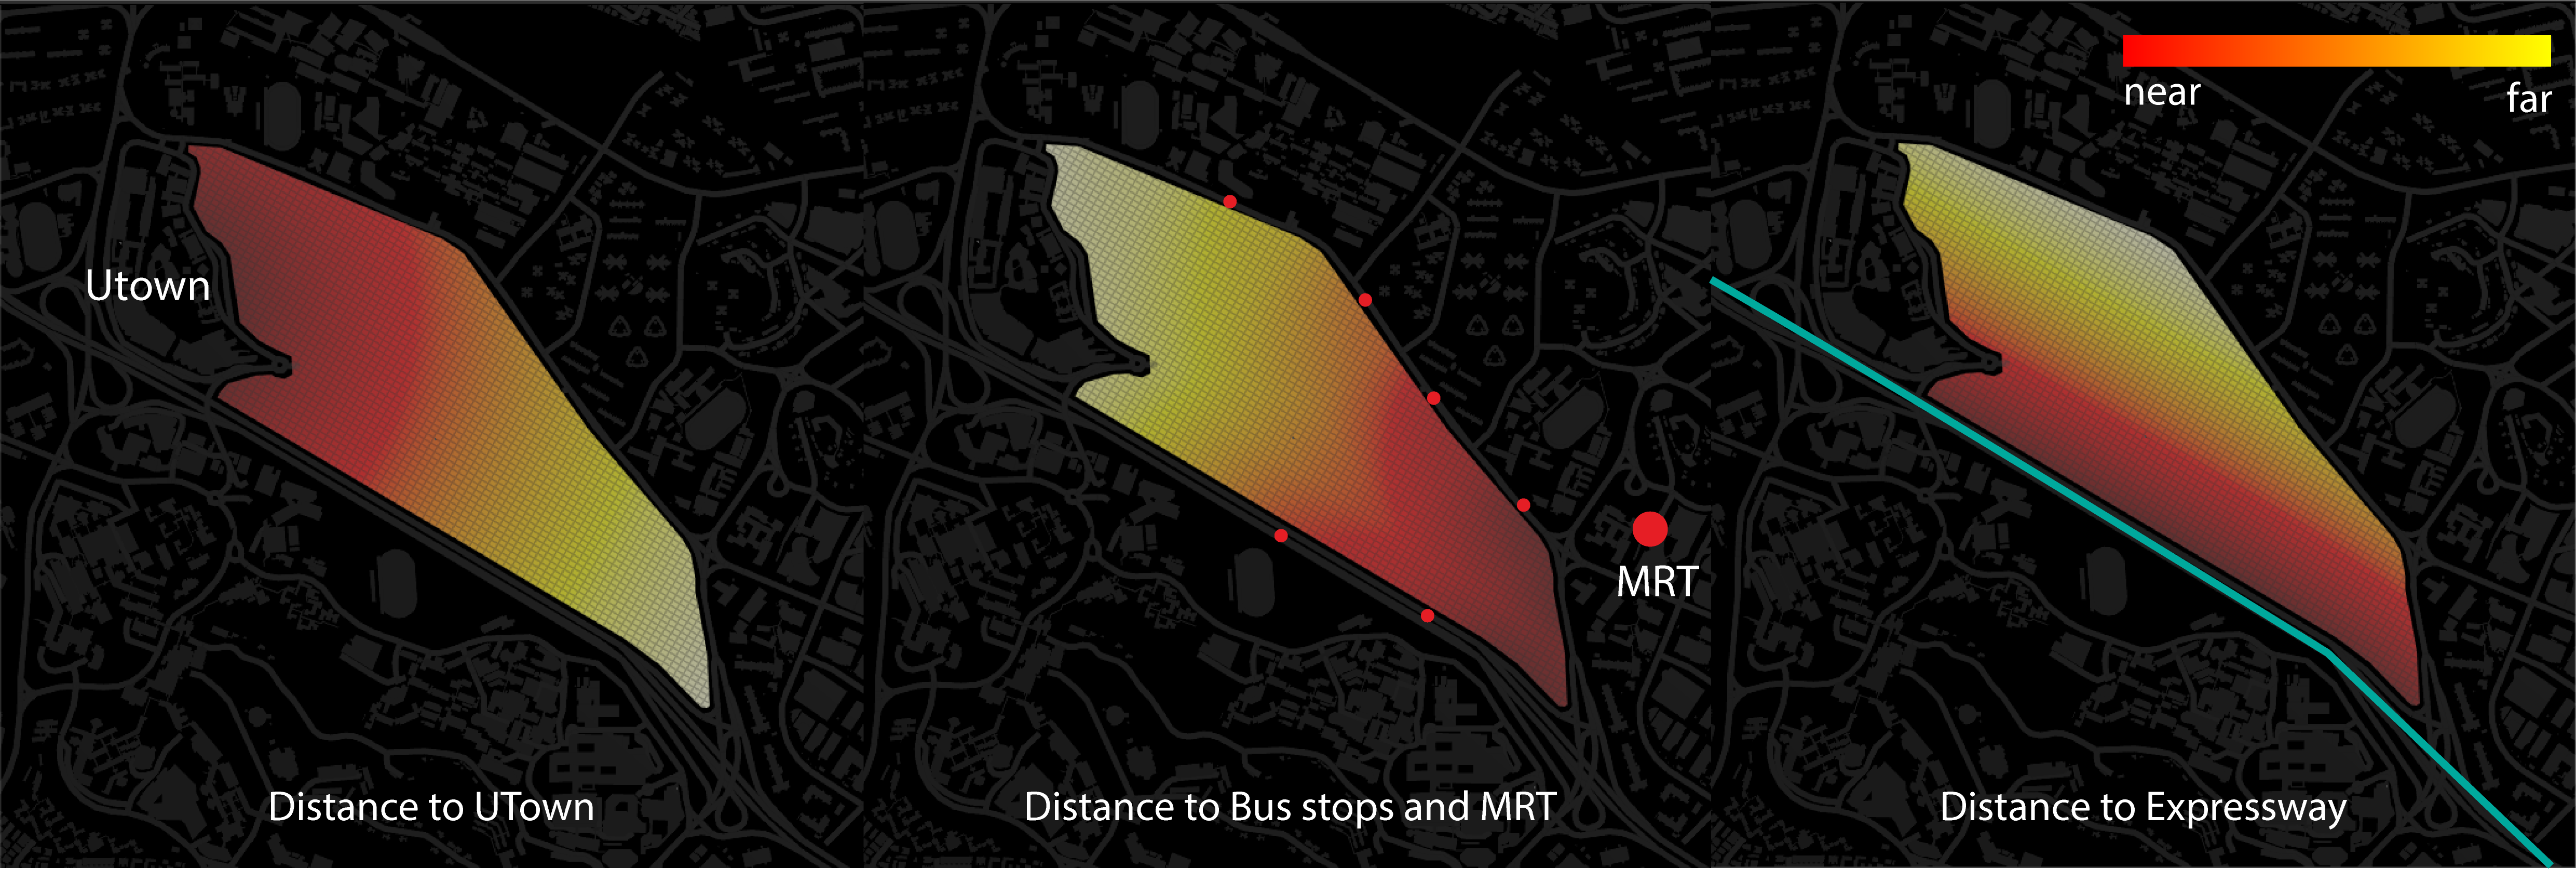 near
far
Utown
MRT
Distance to UTown
Distance to Bus stops and MRT
Distance to Expressway